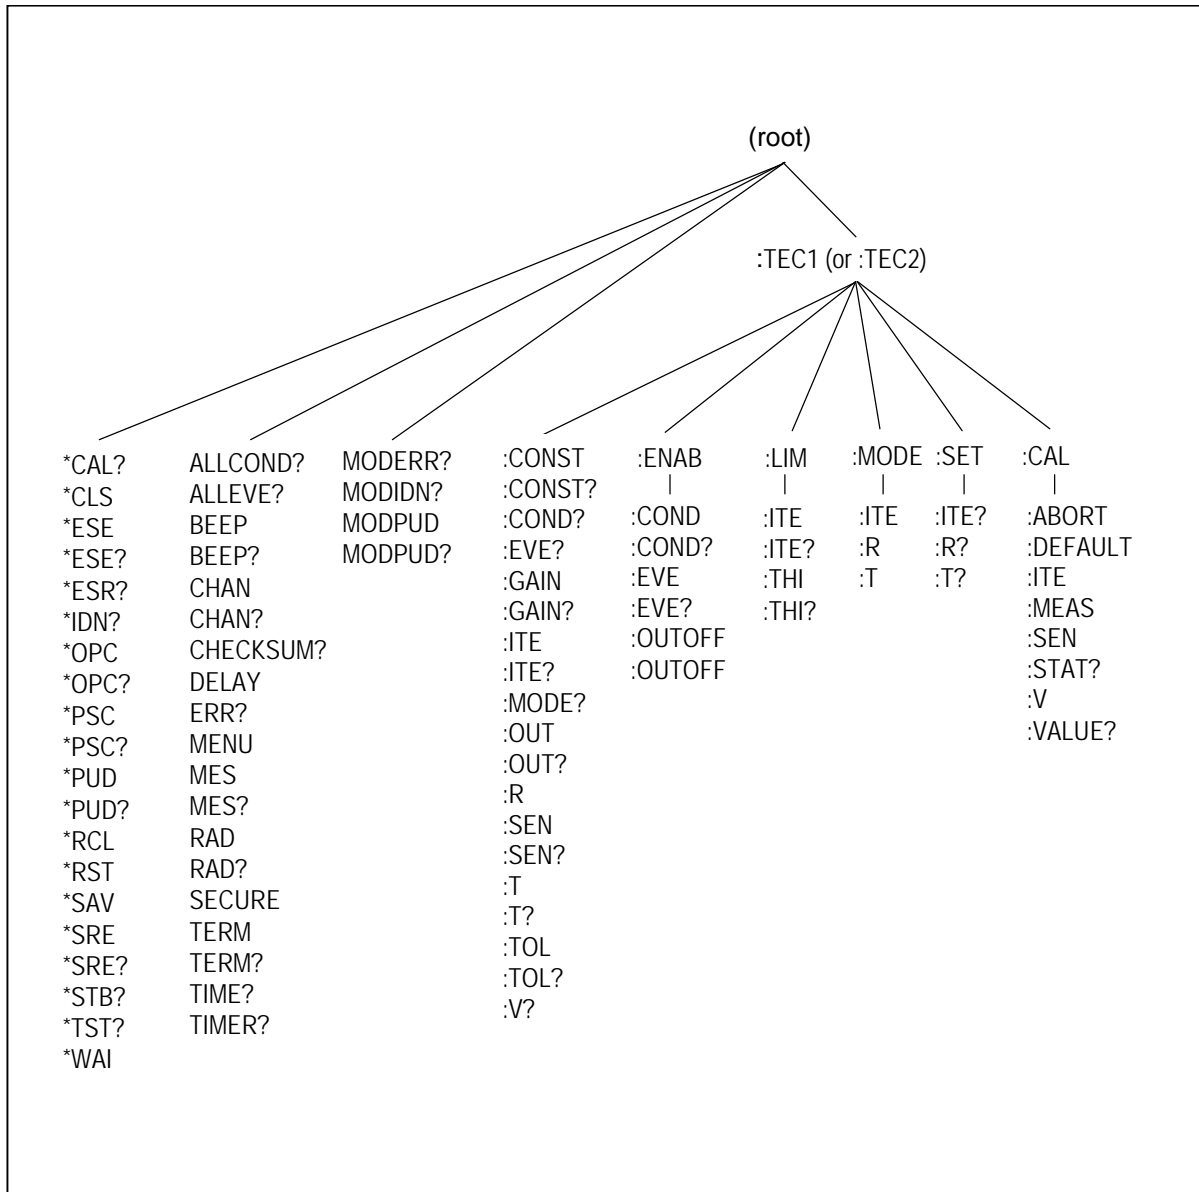 (root)
:TEC1 (or :TEC2)
*CAL?
*CLS
*ESE
*ESE?
*ESR?
*IDN?
*OPC
*OPC?
*PSC
*PSC?
*PUD
*PUD?
*RCL
*RST
*SAV
*SRE
*SRE?
*STB?
*TST?
*WAI
ALLCOND?
ALLEVE?
BEEP
BEEP?
CHAN
CHAN?
CHECKSUM?
DELAY
ERR?
MENU
MES
MES?
RAD
RAD?
SECURE
TERM
TERM?
TIME?
TIMER?
MODERR?
MODIDN?
MODPUD
MODPUD?
:CONST
:CONST?
:COND?
:EVE?
:GAIN
:GAIN?
:ITE
:ITE?
:MODE?
:OUT
:OUT?
:R
:SEN
:SEN?
:T
:T?
:TOL
:TOL?
:V?
:ENAB
:COND
:COND?
:EVE
:EVE?
:OUTOFF
:OUTOFF
:LIM
:ITE
:ITE?
:THI
:THI?
:MODE
:ITE
:R
:T
:SET
:ITE?
:R?
:T?
:CAL
:ABORT
:DEFAULT
:ITE
:MEAS
:SEN
:STAT?
:V
:VALUE?